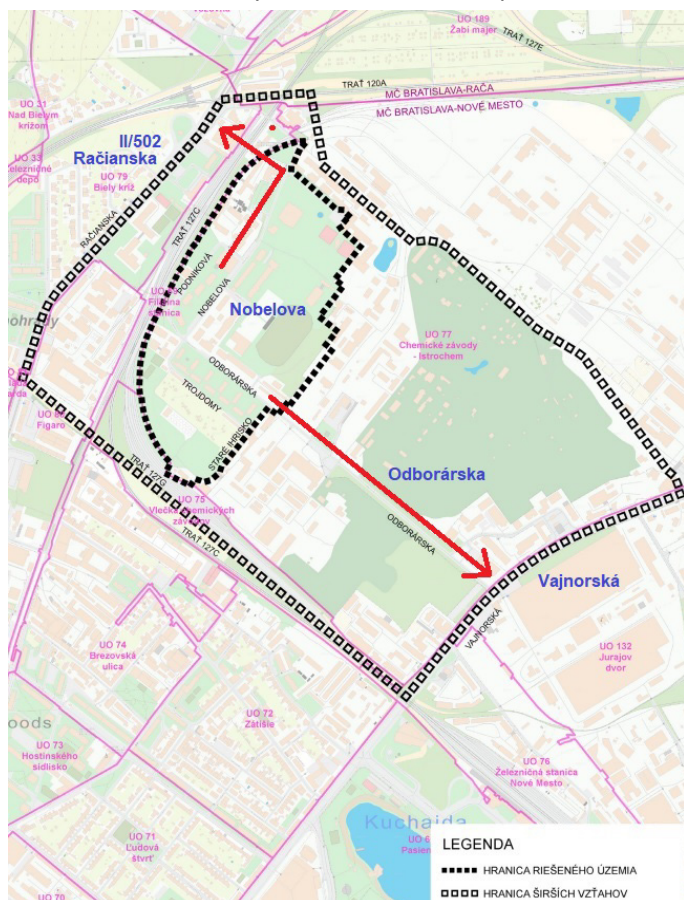 UO 189
Žabí majer
TRAŤ 127E
TRAŤ 120A
MČ BRATISLAVA-RAČA
MČ BRATISLAVA-NOVÉ MESTO
UO 31
Nad Bielym
krížom
II/502
Račianska
UO 33
UO 79
Biely kríž
RAČIANSKA
TRAŤ 127C
PODNIKOVÁ
NOBELOVA
Nobelova
Filiálna
stanica
UO 77
Chemické závody
- Istrochem
ODBORÁRSKA
TROJDOMY
STARÉ IHRISKO
Figaro
TRAŤ 127G
UO 75
Vlečka chemických
závodov
TRAŤ 127C
Odborárska
ODBORÁRSKA
Vajnorská
VAJNORSKÁ
UO 132
Jurajov
dvor
UO 74
Brezovská
ulica
UO 72
Zátišie
UO 73
Hostinského
sídlisko
UO 76
Železničná stanica
Nové Mesto
UO 71
Ľudová
štvrť
Kuchajda
UO 70
LEGENDA
HRANICA RIEŠENÉHO ÚZEMIA
HRANICA ŠIRŠÍCH VZŤAHOV